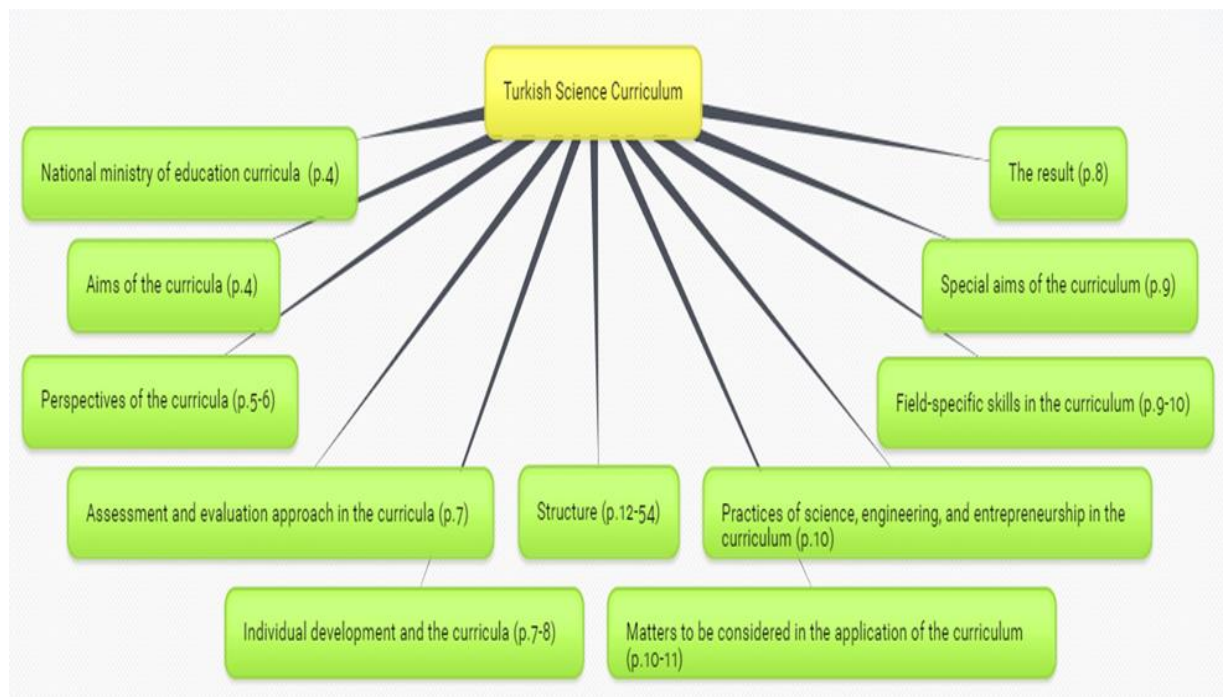 Turkish Science Curriculum
National ministry of education curricula (p.4)
The result (p.8)
Aims of the curricula (p.4)
Special aims of the curriculum (p.9)
Perspectives of the curricula (p.5-6)
Field-specific skills in the curriculum (p.9-10)
Assessment and evaluation approach in the curricula (p.7)
Structure (p.12-54)
Practices of science, engineering, and entrepreneurship in the
curriculum (p.10)
Individual development and the curricula (p.7-8)
Matters to be considered in the application of the curriculum
(p.10-11)